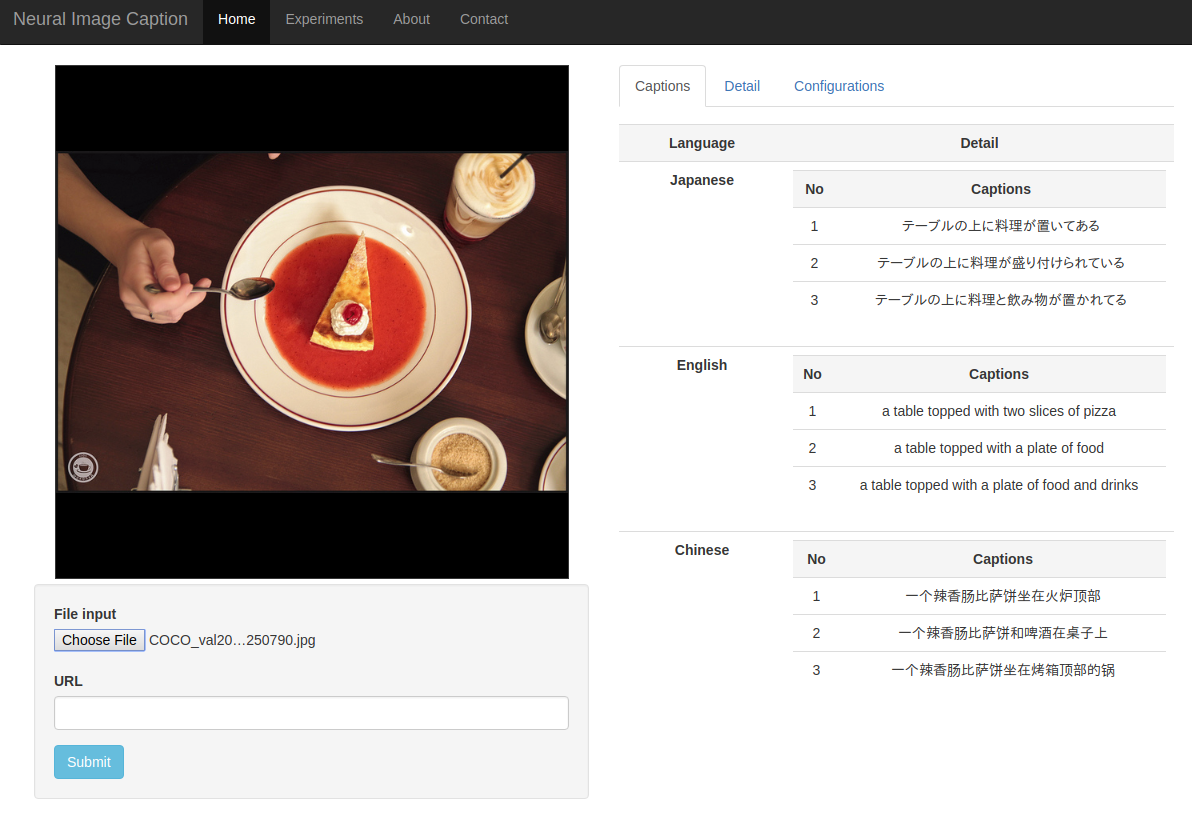 Neural Image Caption Home Experiments About Contact
Captions Detail Configurations
Language Detail
Japanese
No Captions
1 テーブルの上に料理が置いてある
2 テーブルの上に料理が盛り付けられている
3 テーブルの上に料理と飲み物が置かれてる
English
No Captions
1 a table topped with two slices of pizza
2 a table topped with a plate of food
3 a table topped with a plate of food and drinks
Chinese
No Captions
1 一个辣香肠比萨饼坐在火炉顶部
2 一个辣香肠比萨饼和啤酒在桌子上
3 一个辣香肠比萨饼坐在烤箱顶部的锅
File input
Choose File COCO_val20…250790.jpg
URL
Submit